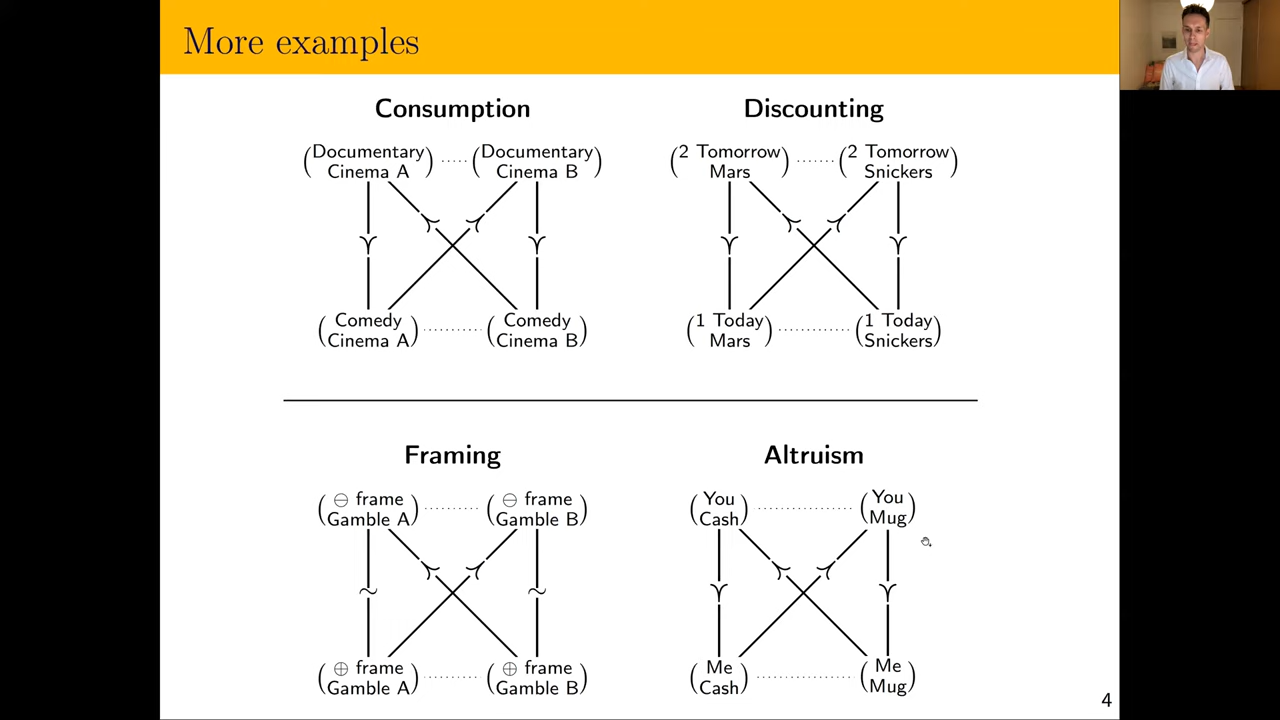 More examples
Consumption
(Documentary Cinema A) ..... (Documentary Cinema B)
≻ ≻ ≻ ≻
(Comedy Cinema A) ........... (Comedy Cinema B)
Discounting
(2 Tomorrow Mars) ....... (2 Tomorrow Snickers)
≻ ≻ ≻ ≻
(1 Today Mars) ............. (1 Today Snickers)
Framing
(⊖ frame Gamble A) .......... (⊖ frame Gamble B)
∼ ≻ ≻ ∼
(⊕ frame Gamble A) .......... (⊕ frame Gamble B)
Altruism
(You Cash) ................ (You Mug)
≻ ≻ ≻ ≻
(Me Cash) ................ (Me Mug)
4